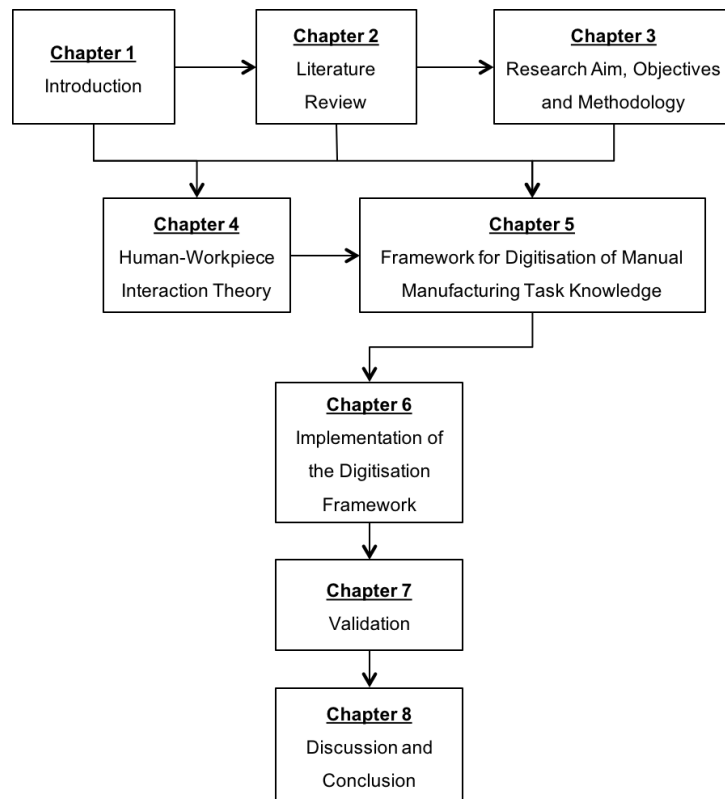 Chapter 1
Introduction
Chapter 2
Literature
Review
Chapter 3
Research Aim, Objectives
and Methodology
Chapter 4
Human-Workpiece
Interaction Theory
Chapter 5
Framework for Digitisation of Manual
Manufacturing Task Knowledge
Chapter 6
Implementation of
the Digitisation
Framework
Chapter 7
Validation
Chapter 8
Discussion and
Conclusion